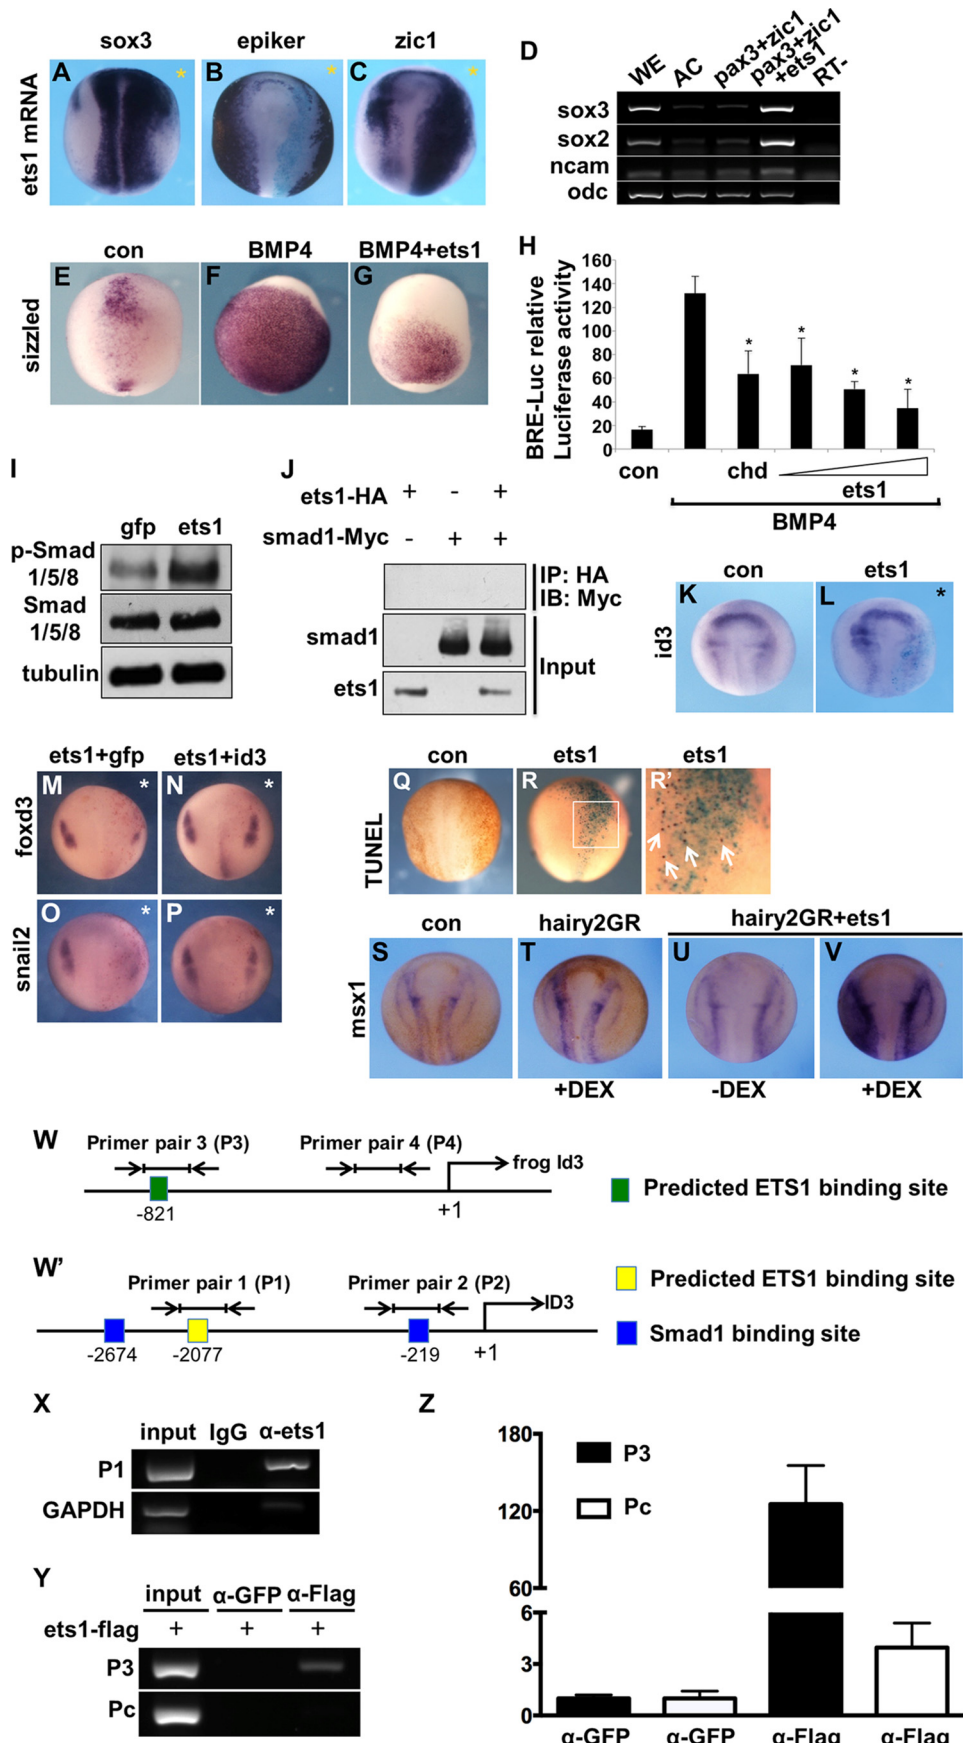 sox3 epiker zic1
ets1 mRNA
A * B * C *
D
WE AC pax3+zic1 pax3+zic1 +ets1 RT-
sox3
sox2
ncam
odc
con BMP4 BMP4+ets1
sizzled
E F G
H
BRE-Luc relative
Luciferase activity
160
140
120
100
80
60
40
20
0
* * * *
con chd ets1
BMP4
I
gfp ets1
p-Smad
1/5/8
Smad
1/5/8
tubulin
J
ets1-HA + - +
smad1-Myc - + +
IP: HA
IB: Myc
smad1
ets1
Input
con ets1
id3
K L *
ets1+gfp ets1+id3
foxd3
M * N *
snail2
O * P *
con ets1 ets1
TUNEL
Q R R'
con hairy2GR hairy2GR+ets1
msx1
S T U V
+DEX -DEX +DEX
W
Primer pair 3 (P3) Primer pair 4 (P4)
frog Id3
-821 +1
Predicted ETS1 binding site
W'
Primer pair 1 (P1) Primer pair 2 (P2)
ID3
-2674 -2077 -219 +1
Predicted ETS1 binding site
Smad1 binding site
X
input IgG α-ets1
P1
GAPDH
Y
input α-GFP α-Flag
ets1-flag + + +
P3
Pc
Z
180
120
60
6
3
0
P3
Pc
α-GFP α-GFP α-Flag α-Flag